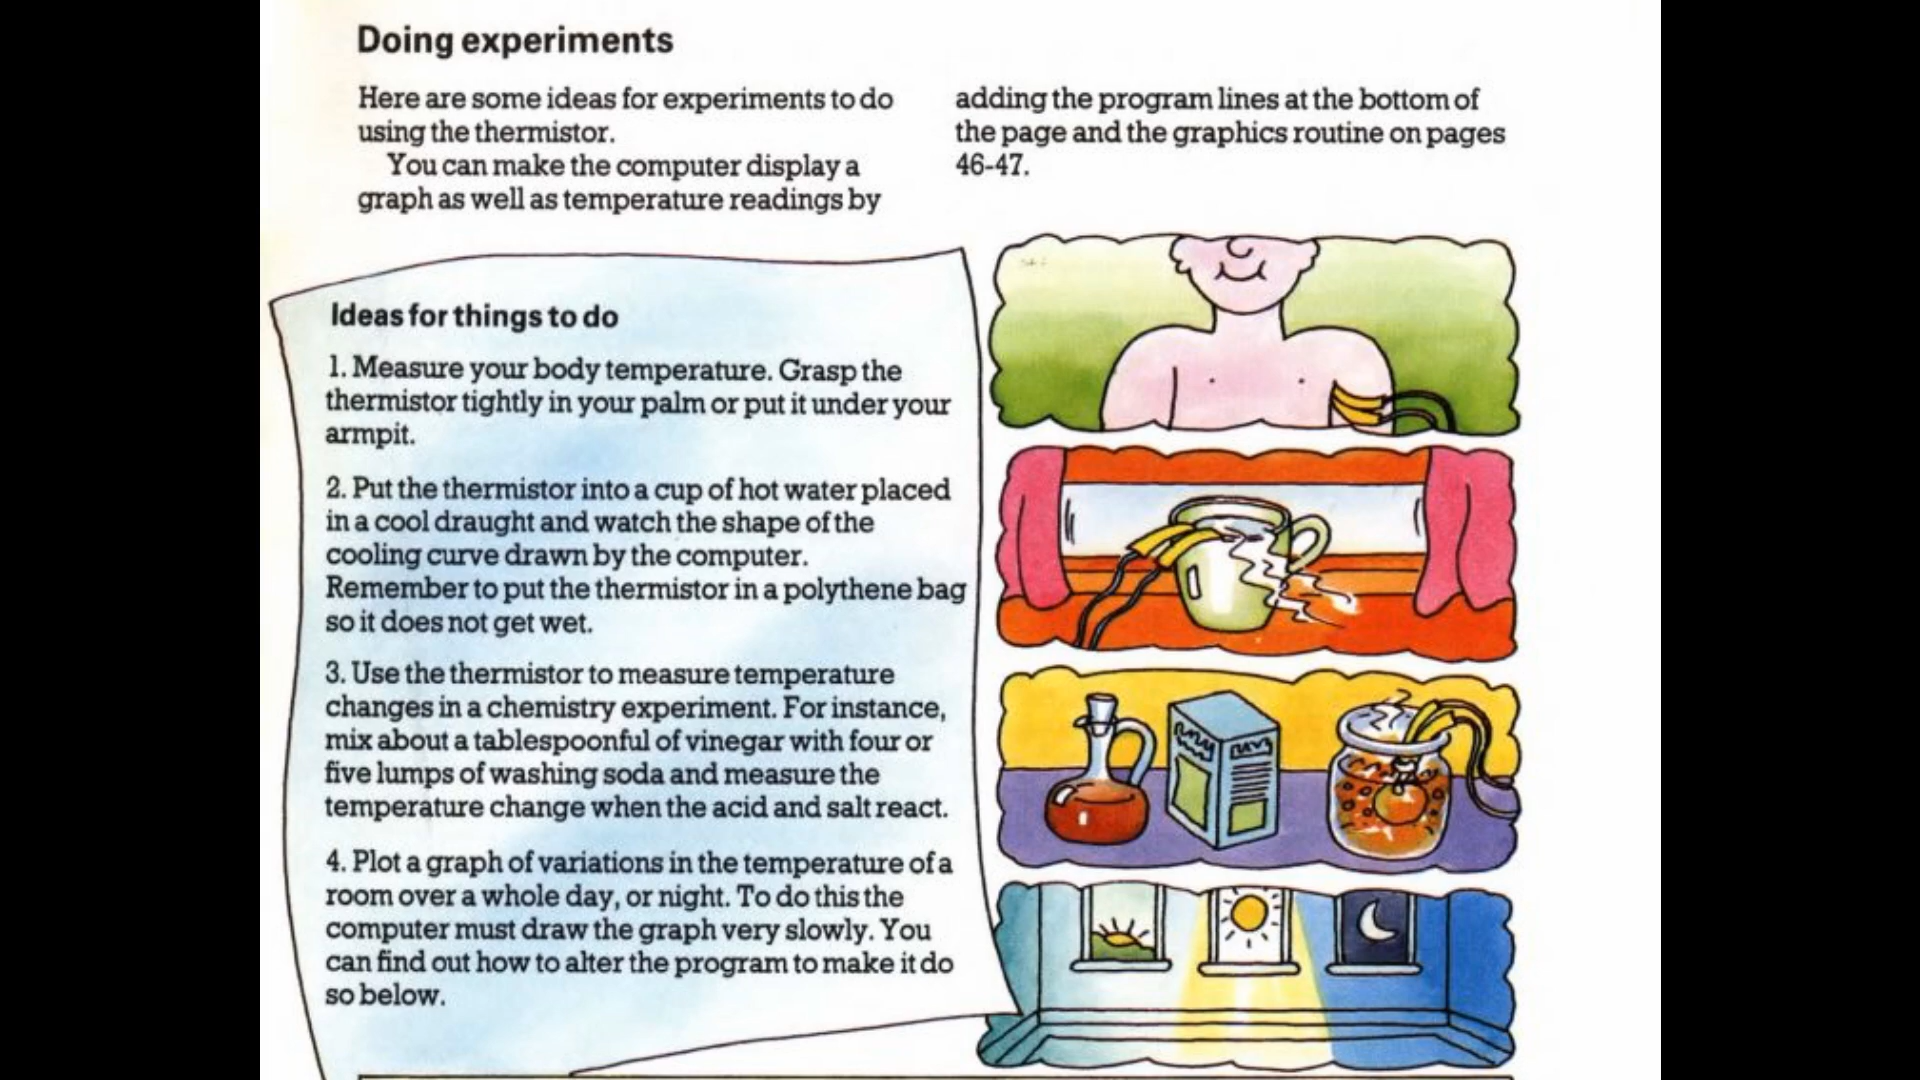 Doing experiments
Here are some ideas for experiments to do
using the thermistor.
You can make the computer display a
graph as well as temperature readings by
adding the program lines at the bottom of
the page and the graphics routine on pages
46-47.
Ideas for things to do
1. Measure your body temperature. Grasp the
thermistor tightly in your palm or put it under your
armpit.
2. Put the thermistor into a cup of hot water placed
in a cool draught and watch the shape of the
cooling curve drawn by the computer.
Remember to put the thermistor in a polythene bag
so it does not get wet.
3. Use the thermistor to measure temperature
changes in a chemistry experiment. For instance,
mix about a tablespoonful of vinegar with four or
five lumps of washing soda and measure the
temperature change when the acid and salt react.
4. Plot a graph of variations in the temperature of a
room over a whole day, or night. To do this the
computer must draw the graph very slowly. You
can find out how to alter the program to make it do
so below.